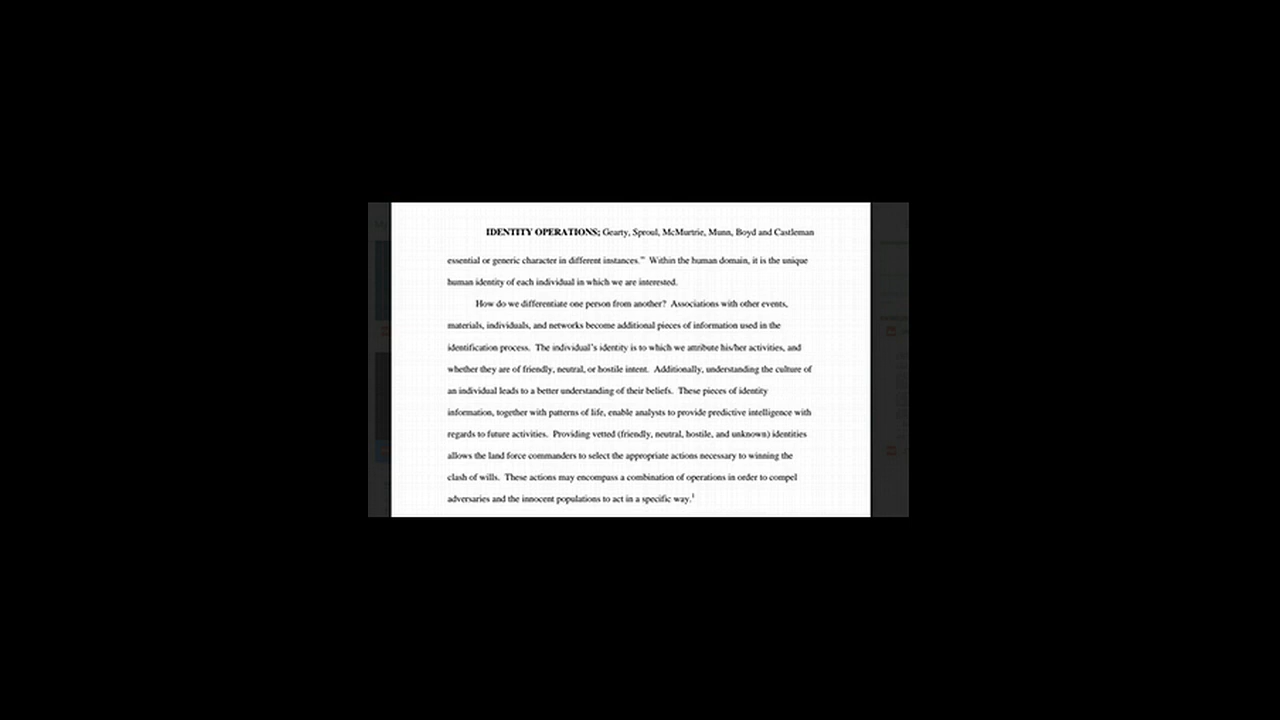 IDENTITY OPERATIONS; Gearty, Sproul, McMurtrie, Munn, Boyd and Castleman
essential or generic character in different instances.” Within the human domain, it is the unique
human identity of each individual in which we are interested.
How do we differentiate one person from another? Associations with other events,
materials, individuals, and networks become additional pieces of information used in the
identification process. The individual’s identity is to which we attribute his/her activities, and
whether they are of friendly, neutral, or hostile intent. Additionally, understanding the culture of
an individual leads to a better understanding of their beliefs. These pieces of identity
information, together with patterns of life, enable analysts to provide predictive intelligence with
regards to future activities. Providing vetted (friendly, neutral, hostile, and unknown) identities
allows the land force commanders to select the appropriate actions necessary to winning the
clash of wills. These actions may encompass a combination of operations in order to compel
adversaries and the innocent populations to act in a specific way.1